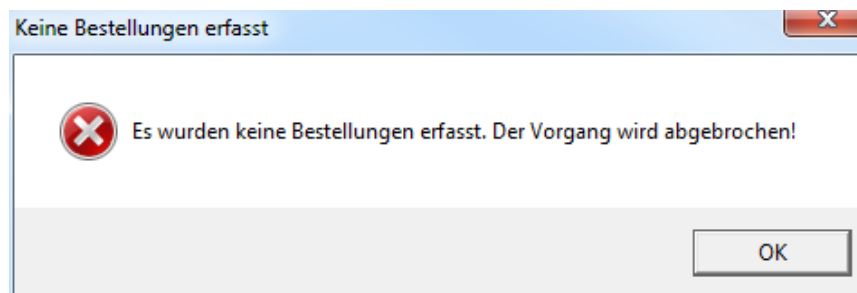 Keine Bestellungen erfasst
Es wurden keine Bestellungen erfasst. Der Vorgang wird abgebrochen!
OK